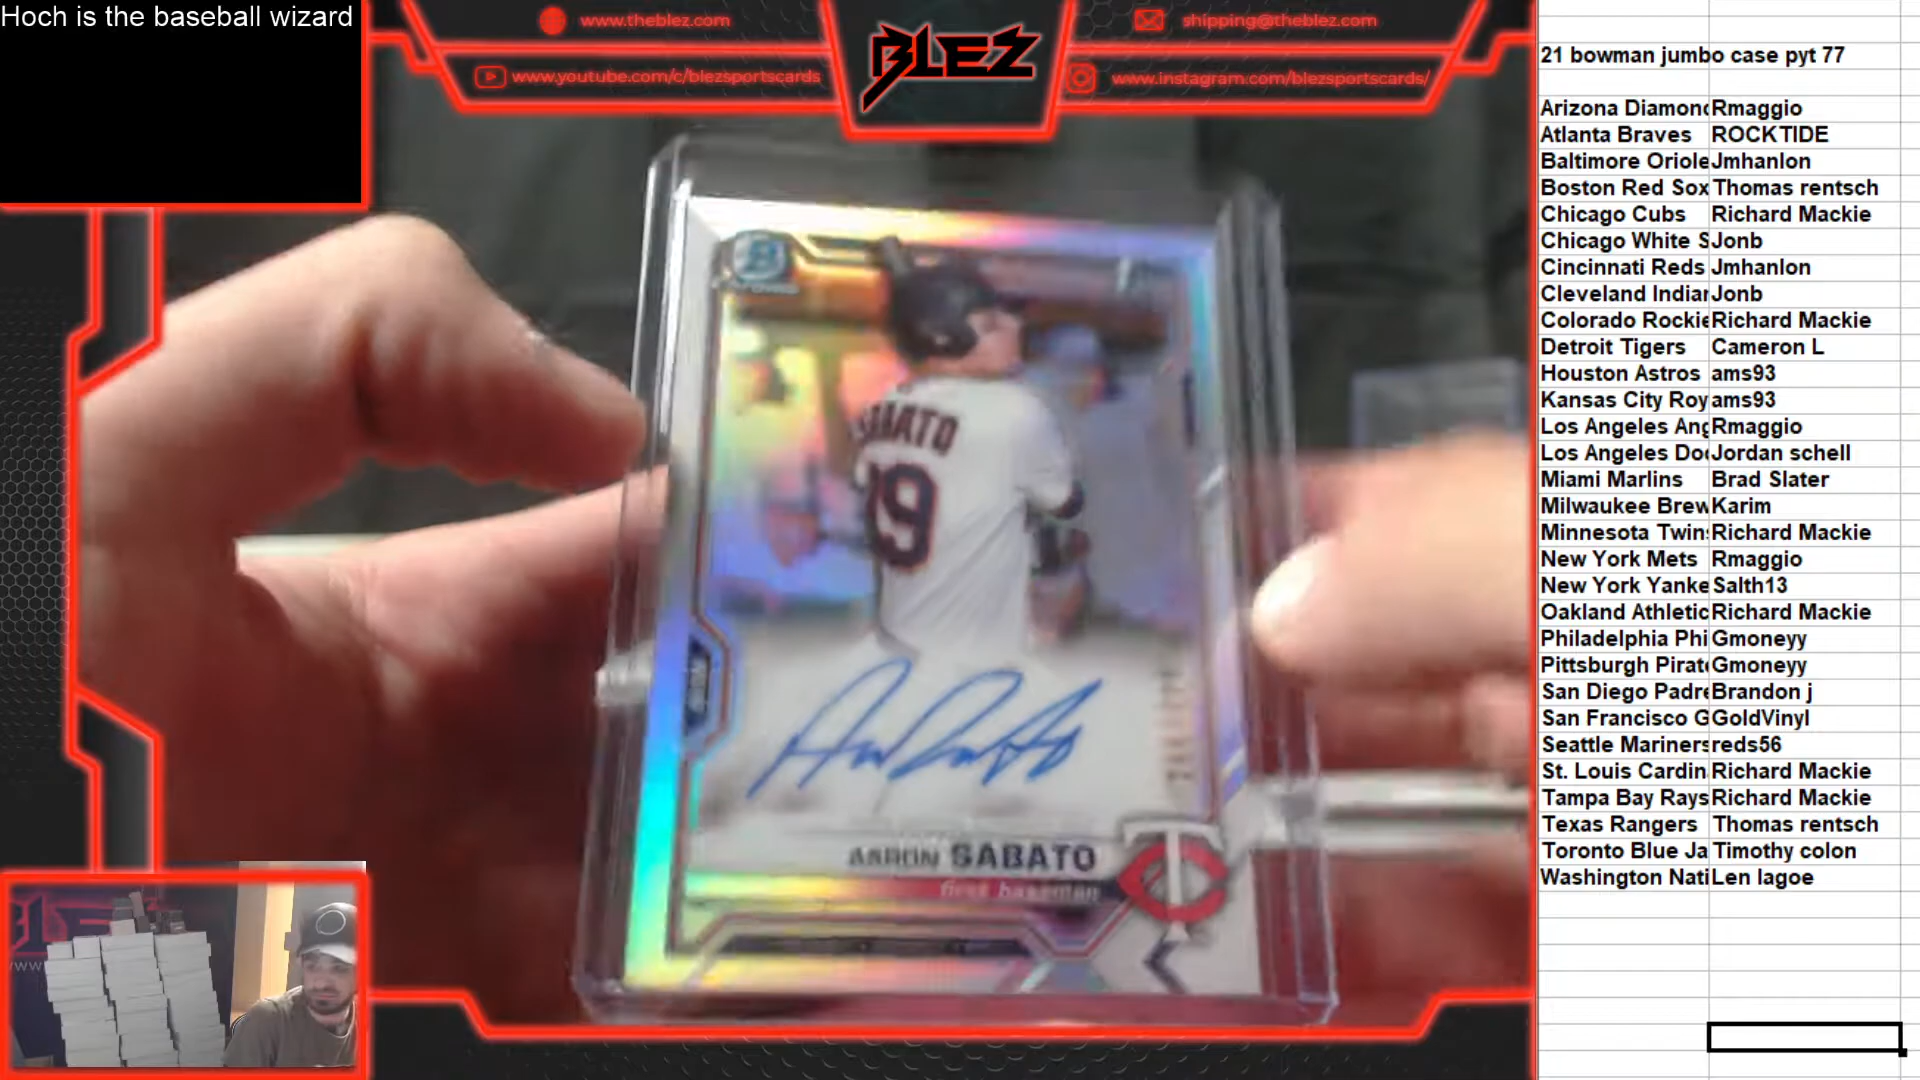 Hoch is the baseball wizard
www.theblez.com
shipping@theblez.com
BLEZ
www.youtube.com/c/blezsportscards
www.instagram.com/blezsportscards/
SABATO
19
AARON SABATO
first baseman
TC
21 bowman jumbo case pyt 77
Arizona Diamond Rmaggio
Atlanta Braves ROCKTIDE
Baltimore Oriole Jmhanlon
Boston Red Sox Thomas rentsch
Chicago Cubs Richard Mackie
Chicago White S Jonb
Cincinnati Reds Jmhanlon
Cleveland Indian Jonb
Colorado Rockie Richard Mackie
Detroit Tigers Cameron L
Houston Astros ams93
Kansas City Roy ams93
Los Angeles Ang Rmaggio
Los Angeles Dod Jordan schell
Miami Marlins Brad Slater
Milwaukee Brew Karim
Minnesota Twins Richard Mackie
New York Mets Rmaggio
New York Yanke Salth13
Oakland Athletic Richard Mackie
Philadelphia Phi Gmoneyy
Pittsburgh Pirate Gmoneyy
San Diego Padre Brandon j
San Francisco G GoldVinyl
Seattle Mariners reds56
St. Louis Cardin Richard Mackie
Tampa Bay Rays Richard Mackie
Texas Rangers Thomas rentsch
Toronto Blue Ja Timothy colon
Washington Nati Len lagoe